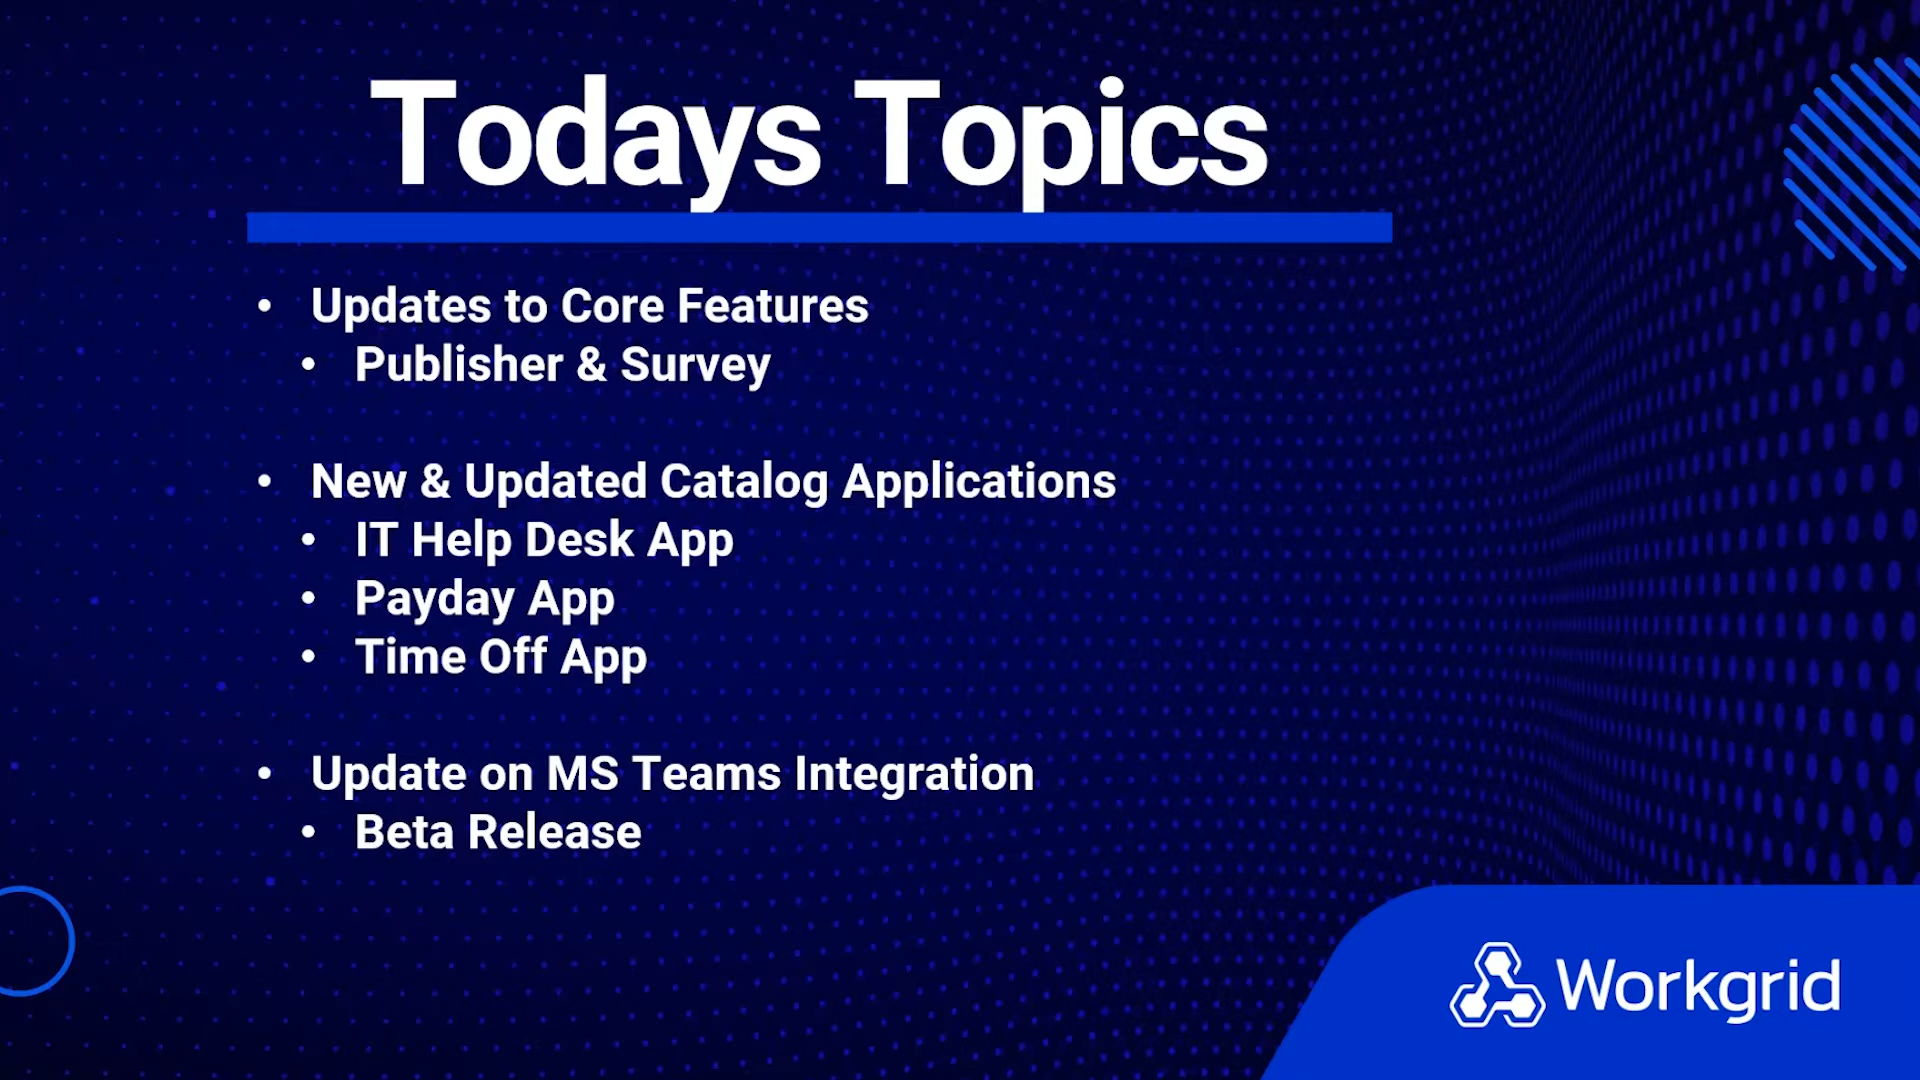 Todays Topics
• Updates to Core Features
• Publisher & Survey
• New & Updated Catalog Applications
• IT Help Desk App
• Payday App
• Time Off App
• Update on MS Teams Integration
• Beta Release
Workgrid